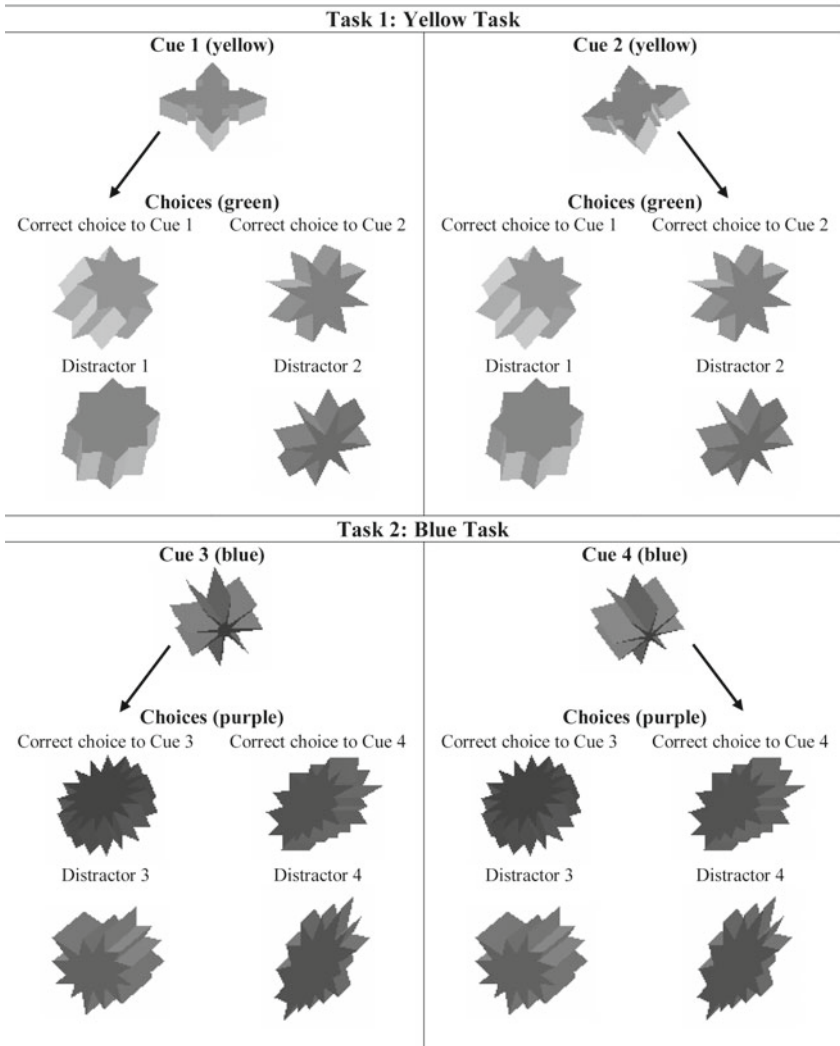 Task 1: Yellow Task
Cue 1 (yellow)
Cue 2 (yellow)
Choices (green)
Choices (green)
Correct choice to Cue 1
Correct choice to Cue 2
Correct choice to Cue 1
Correct choice to Cue 2
Distractor 1
Distractor 2
Distractor 1
Distractor 2
Task 2: Blue Task
Cue 3 (blue)
Cue 4 (blue)
Choices (purple)
Choices (purple)
Correct choice to Cue 3
Correct choice to Cue 4
Correct choice to Cue 3
Correct choice to Cue 4
Distractor 3
Distractor 4
Distractor 3
Distractor 4